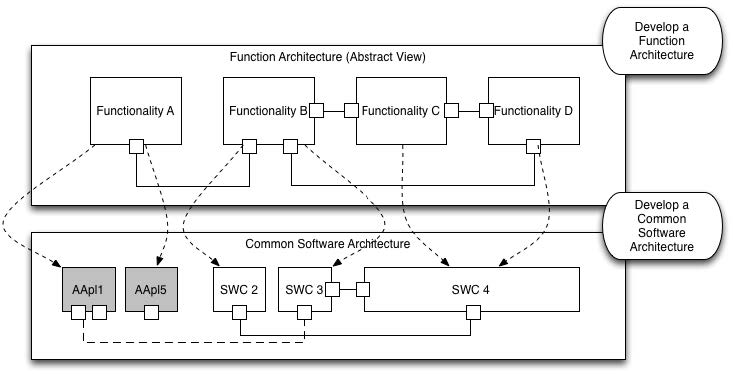 Develop a
Function
Architecture
Function Architecture (Abstract View)
Functionality A
Functionality B
Functionality C
Functionality D
Develop a
Common
Software
Architecture
Common Software Architecture
AApl1
AApl5
SWC 2
SWC 3
SWC 4